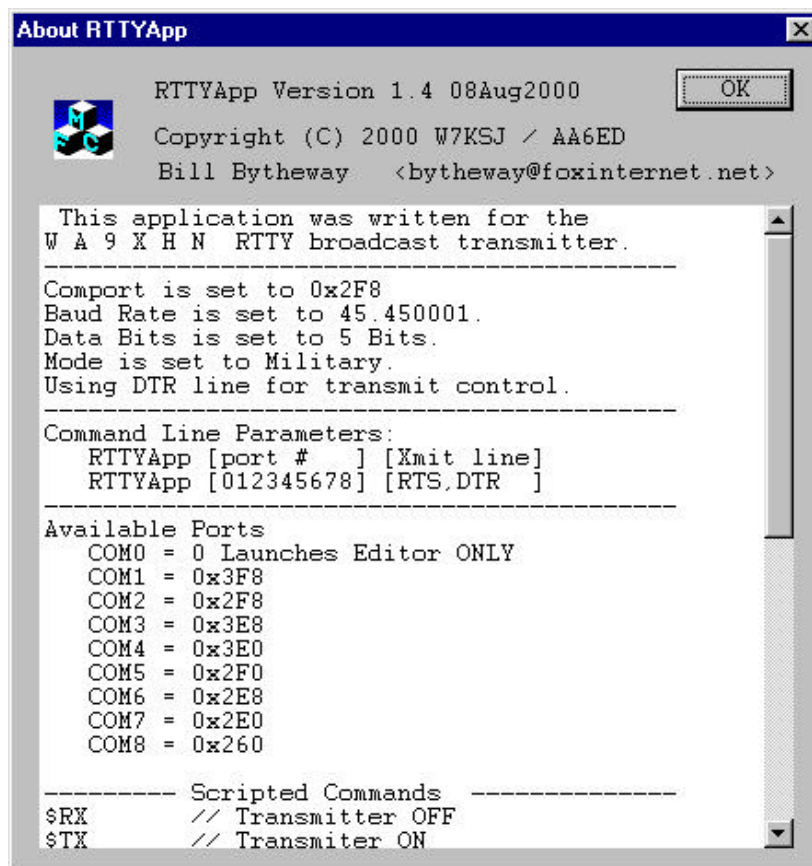 About RTTYApp
MFC
RTTYApp Version 1.4 08Aug2000
OK
Copyright (C) 2000 W7KSJ / AA6ED
Bill Bytheway <bytheway@foxinternet.net>
This application was written for the
W A 9 X H N RTTY broadcast transmitter.
-------------------------------------------
Comport is set to 0x2F8
Baud Rate is set to 45.450001.
Data Bits is set to 5 Bits.
Mode is set to Military.
Using DTR line for transmit control.
-------------------------------------------
Command Line Parameters:
RTTYApp [port # ] [Xmit line]
RTTYApp [012345678] [RTS,DTR ]
-------------------------------------------
Available Ports
COM0 = 0 Launches Editor ONLY
COM1 = 0x3F8
COM2 = 0x2F8
COM3 = 0x3E8
COM4 = 0x3E0
COM5 = 0x2F0
COM6 = 0x2E8
COM7 = 0x2E0
COM8 = 0x260
--------- Scripted Commands --------------
$RX // Transmitter OFF
$TX // Transmiter ON